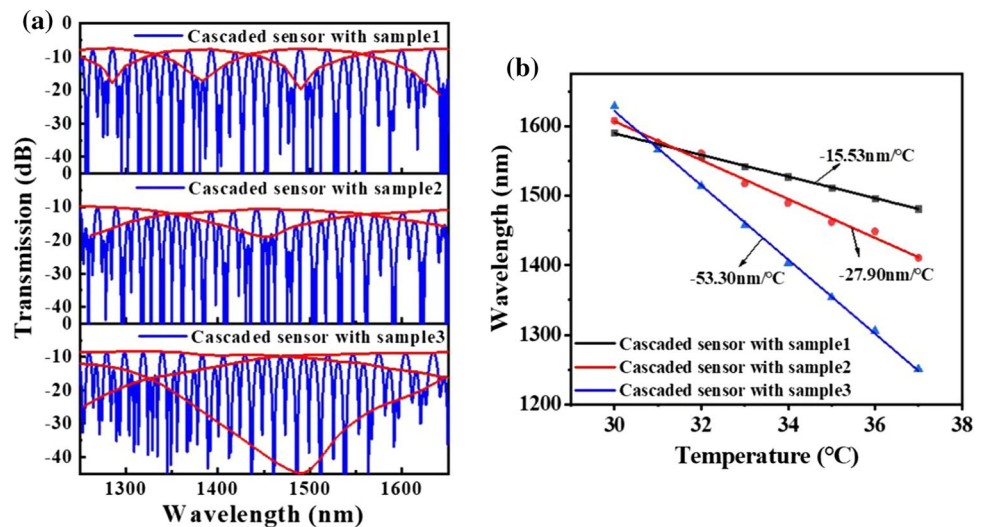 (a)
0
-10
-20
-30
-40
0
-10
-20
-30
-40
0
-10
-20
-30
-40
Cascaded sensor with sample1
Cascaded sensor with sample2
Cascaded sensor with sample3
Transmission (dB)
1300
1400
1500
1600
Wavelength (nm)
(b)
1600
1500
1400
1300
1200
Wavelength (nm)
-15.53nm/°C
-27.90nm/°C
-53.30nm/°C
Cascaded sensor with sample1
Cascaded sensor with sample2
Cascaded sensor with sample3
30
32
34
36
38
Temperature (°C)